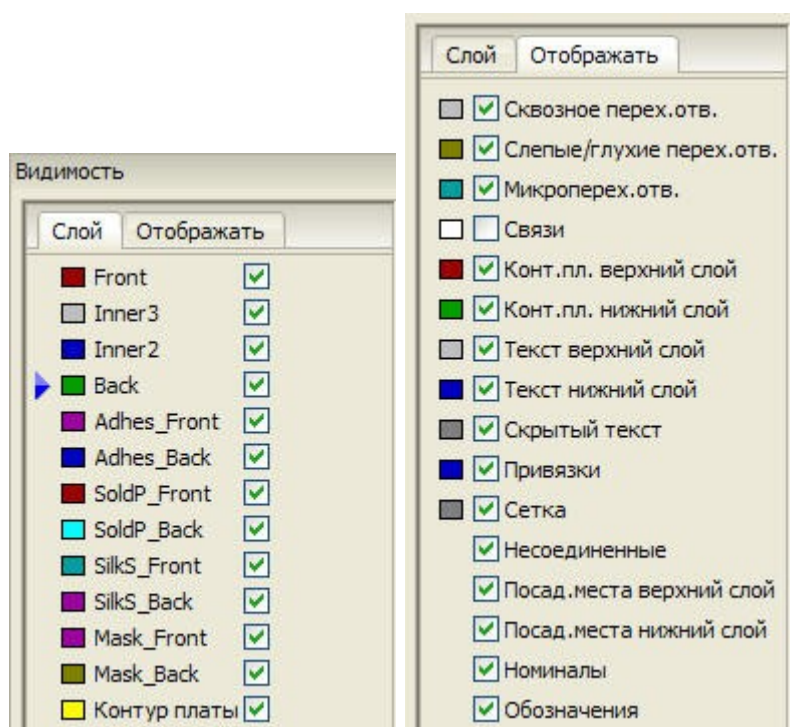 Видимость
Слой Отображать
Front
Inner3
Inner2
Back
Adhes_Front
Adhes_Back
SoldP_Front
SoldP_Back
SilkS_Front
SilkS_Back
Mask_Front
Mask_Back
Контур платы
Слой Отображать
Сквозное перех.отв.
Слепые/глухие перех.отв.
Микроперех.отв.
Связи
Конт.пл. верхний слой
Конт.пл. нижний слой
Текст верхний слой
Текст нижний слой
Скрытый текст
Привязки
Сетка
Несоединенные
Посад.места верхний слой
Посад.места нижний слой
Номиналы
Обозначения